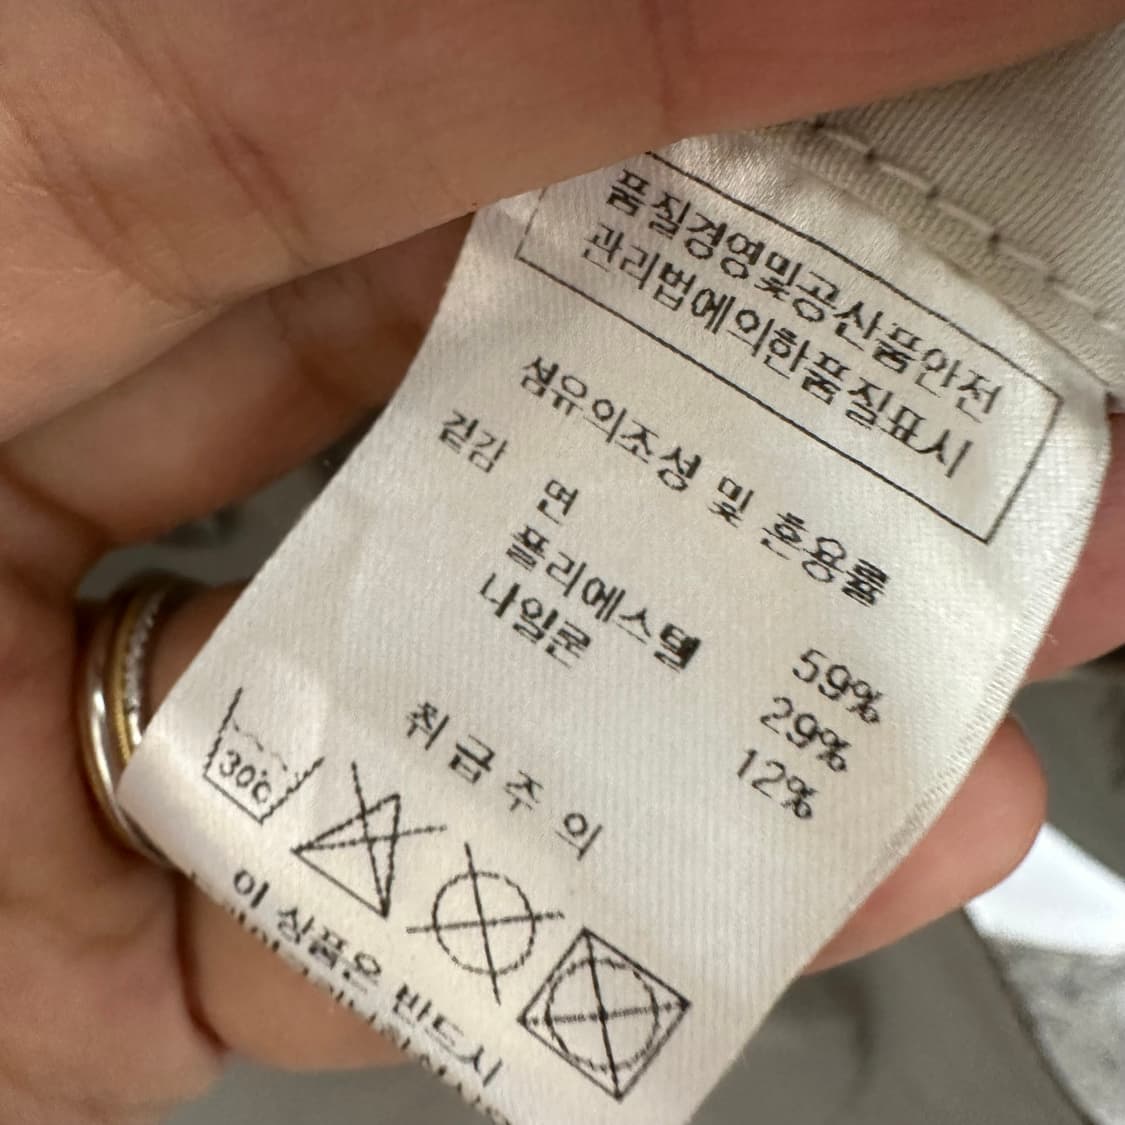 품질경영및공산품안전
관리법에의한품질표시
섬유의조성 및 혼용률
겉감
면 59%
폴리에스텔 29%
나일론 12%
취급주의
30℃
이 상품은 반드시